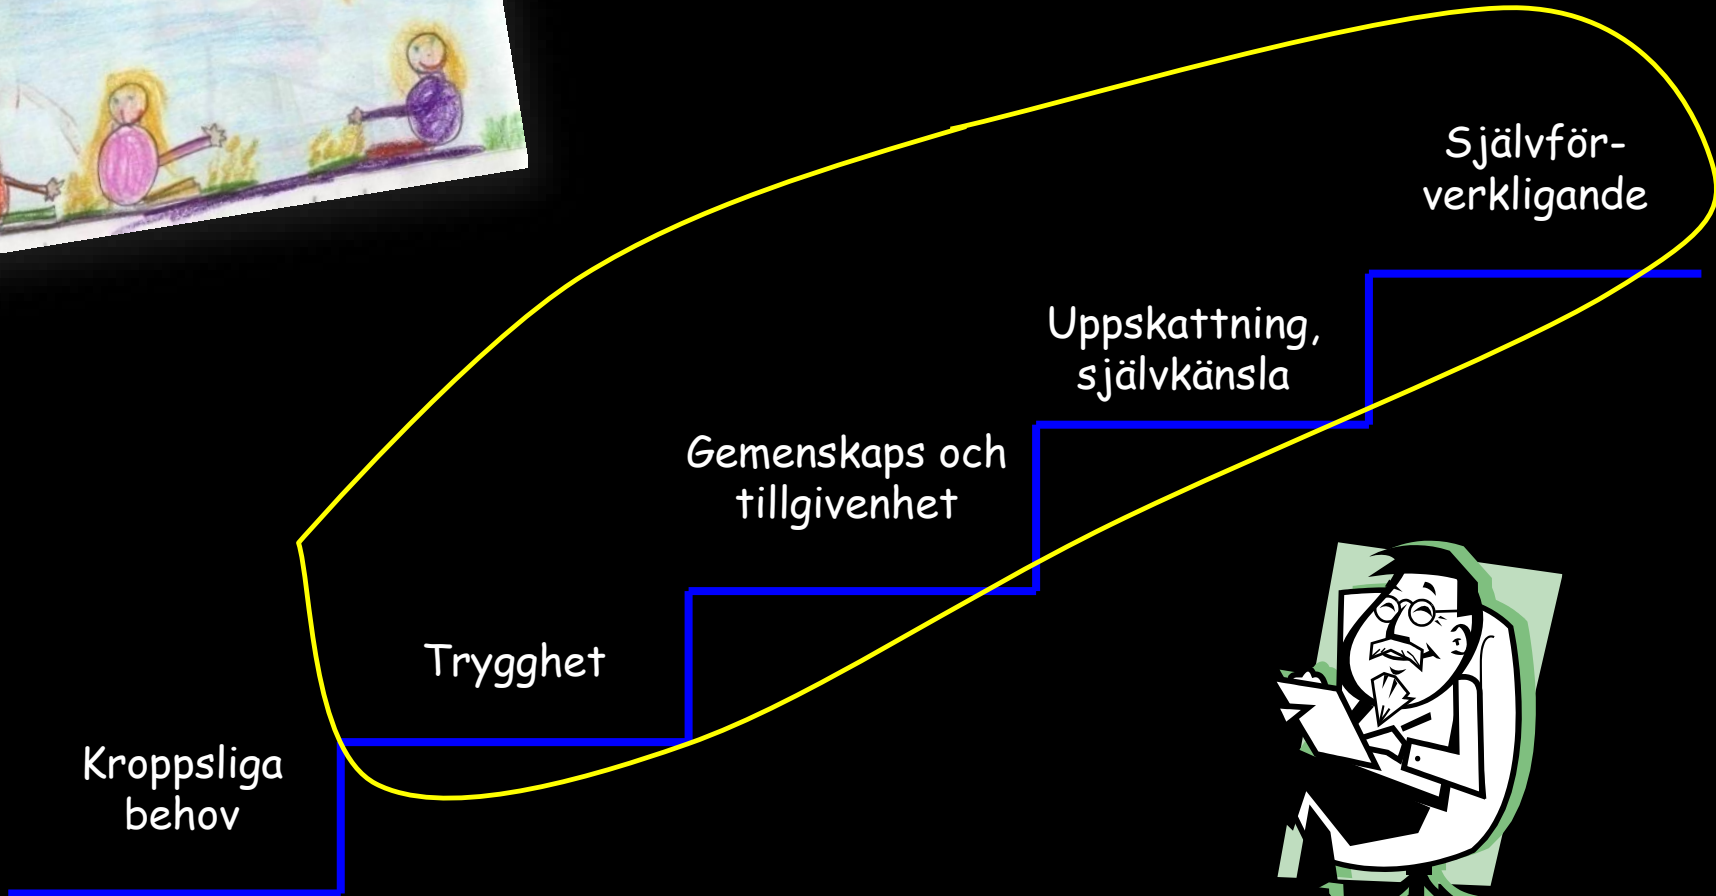 Självför-
verkligande
Uppskattning,
självkänsla
Gemenskaps och
tillgivenhet
Trygghet
Kroppsliga
behov